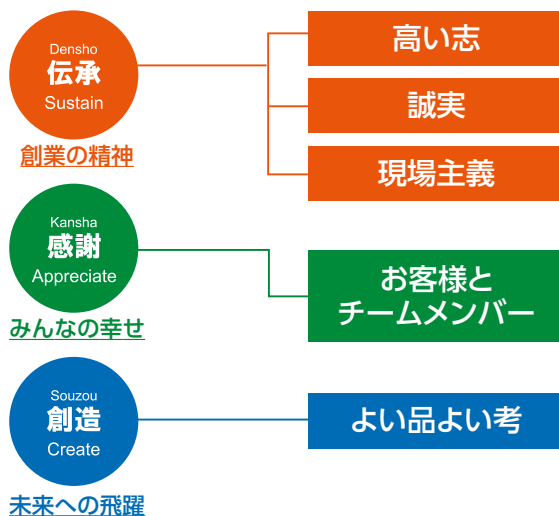 Densho
伝承
Sustain
創業の精神
高い志
誠実
現場主義
Kansha
感謝
Appreciate
みんなの幸せ
お客様と
チームメンバー
Souzou
創造
Create
未来への飛躍
よい品よい考